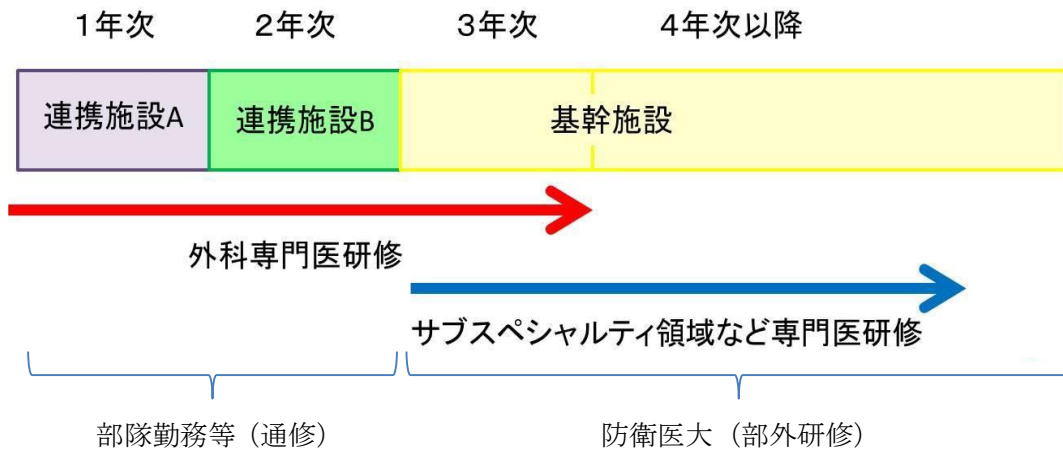 1年次 2年次 3年次 4年次以降
連携施設A 連携施設B 基幹施設
外科専門医研修
サブスペシャルティ領域など専門医研修
部隊勤務等（通修） 防衛医大（部外研修）